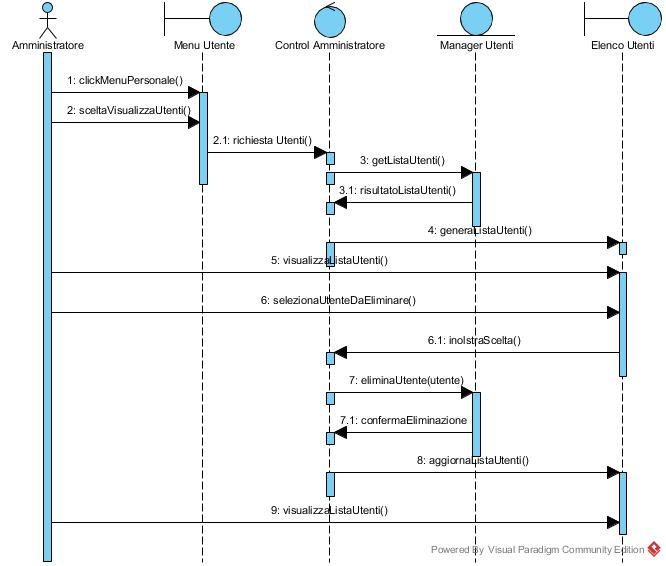 Amministratore
Menu Utente
Control Amministratore
Manager Utenti
Elenco Utenti
1: clickMenuPersonale()
2: sceltaVisualizzaUtenti()
2.1: richiesta Utenti()
3: getListaUtenti()
3.1: risultatoListaUtenti()
4: generaListaUtenti()
5: visualizzaListaUtenti()
6: selezionaUtenteDaEliminare()
6.1: inolstraScelta()
7: eliminaUtente(utente)
7.1: confermaEliminazione
8: aggiornaListaUtenti()
9: visualizzaListaUtenti()
Powered By Visual Paradigm Community Edition